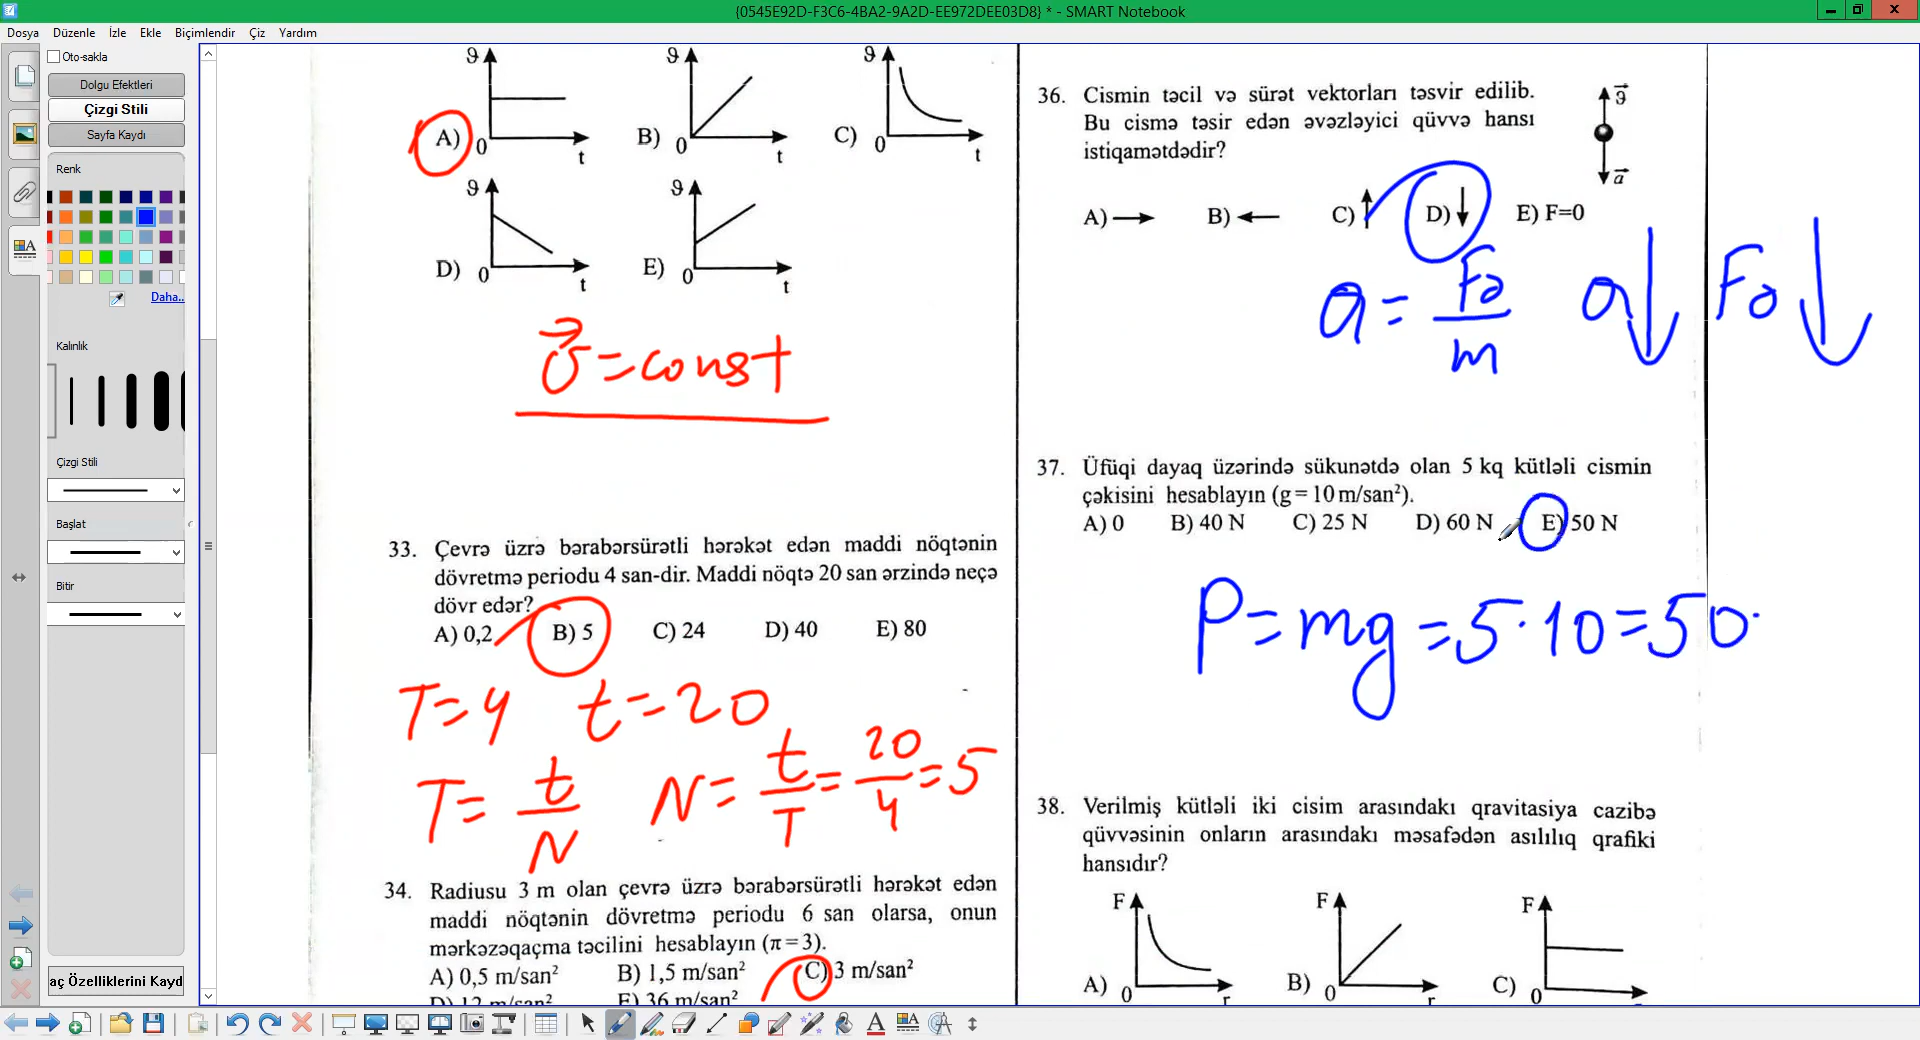 {0545E92D-F3C6-4BA2-9A2D-EE972DEE03D8} * - SMART Notebook
Dosya Düzenle İzle Ekle Biçimlendir Çiz Yardım
Oto-sakla
Dolgu Efektleri
Çizgi Stili
Sayfa Kaydı
Renk
Daha..
Kalınlık
Çizgi Stili
Başlat
Bitir
aç Özelliklerini Kayd
ϑ ϑ ϑ
A) 0 t B) 0 t C) 0 t
ϑ ϑ
D) 0 t E) 0 t
v⃗ = const
33. Çevrə üzrə bərabərsürətli hərəkət edən maddi nöqtənin
dövretmə periodu 4 san-dir. Maddi nöqtə 20 san ərzində neçə
dövr edər?
A) 0,2 B) 5 C) 24 D) 40 E) 80
T=4 t=20
T= t/N N= t/T = 20/4 =5
34. Radiusu 3 m olan çevrə üzrə bərabərsürətli hərəkət edən
maddi nöqtənin dövretmə periodu 6 san olarsa, onun
mərkəzəqaçma təcilini hesablayın (π=3).
A) 0,5 m/san² B) 1,5 m/san² C) 3 m/san²
D) 12 m/san² E) 36 m/san²
36. Cismin təcil və sürət vektorları təsvir edilib.
Bu cismə təsir edən əvəzləyici qüvvə hansı
istiqamətdədir?
ϑ⃗
a⃗
A) → B) ← C) ↑ D) ↓ E) F=0
a = Fə/m a↓ Fə↓
37. Üfüqi dayaq üzərində sükunətdə olan 5 kq kütləli cismin
çəkisini hesablayın (g=10 m/san²).
A) 0 B) 40 N C) 25 N D) 60 N E) 50 N
P=mg=5·10=50.
38. Verilmiş kütləli iki cisim arasındakı qravitasiya cazibə
qüvvəsinin onların arasındakı məsafədən asılılıq qrafiki
hansıdır?
F F F
A) 0 r B) 0 r C) 0